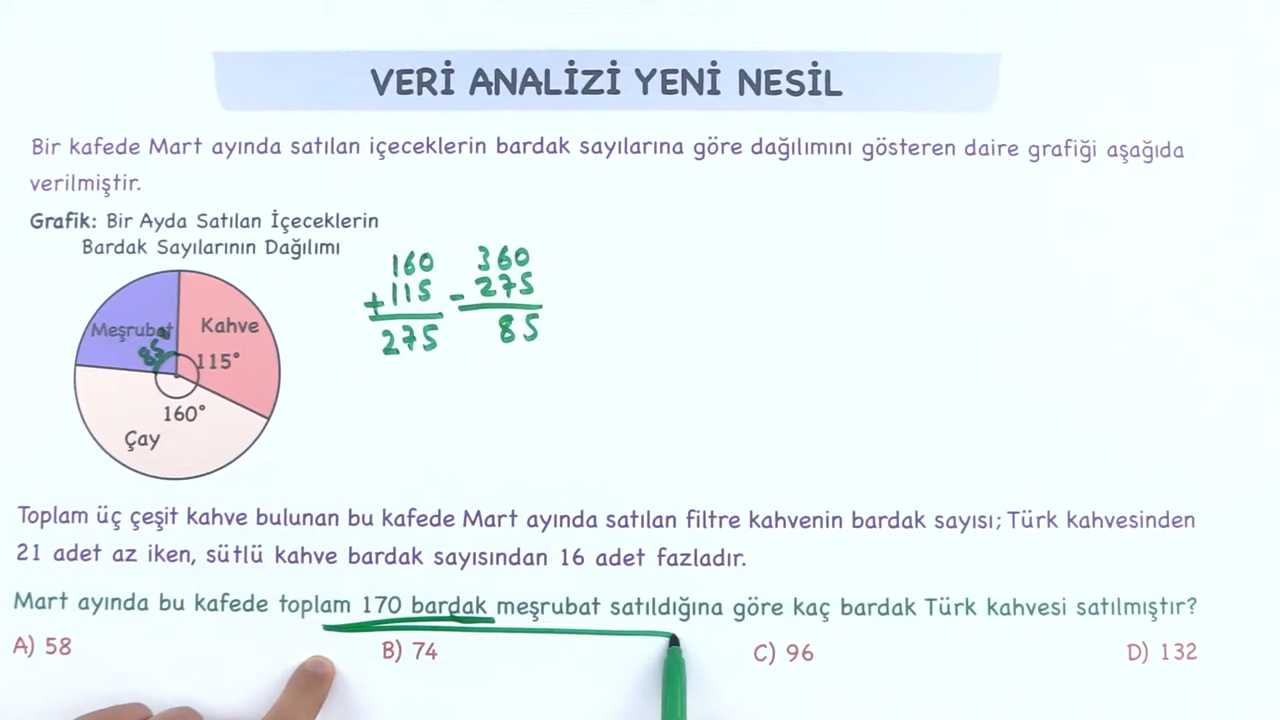 VERİ ANALİZİ YENİ NESİL
Bir kafede Mart ayında satılan içeceklerin bardak sayılarına göre dağılımını gösteren daire grafiği aşağıda
verilmiştir.
Grafik: Bir Ayda Satılan İçeceklerin
Bardak Sayılarının Dağılımı
160
+115
275
360
- 275
85
Meşrubat
Kahve
85°
115°
160°
Çay
Toplam üç çeşit kahve bulunan bu kafede Mart ayında satılan filtre kahvenin bardak sayısı; Türk kahvesinden
21 adet az iken, sütlü kahve bardak sayısından 16 adet fazladır.
Mart ayında bu kafede toplam 170 bardak meşrubat satıldığına göre kaç bardak Türk kahvesi satılmıştır?
A) 58 B) 74 C) 96 D) 132